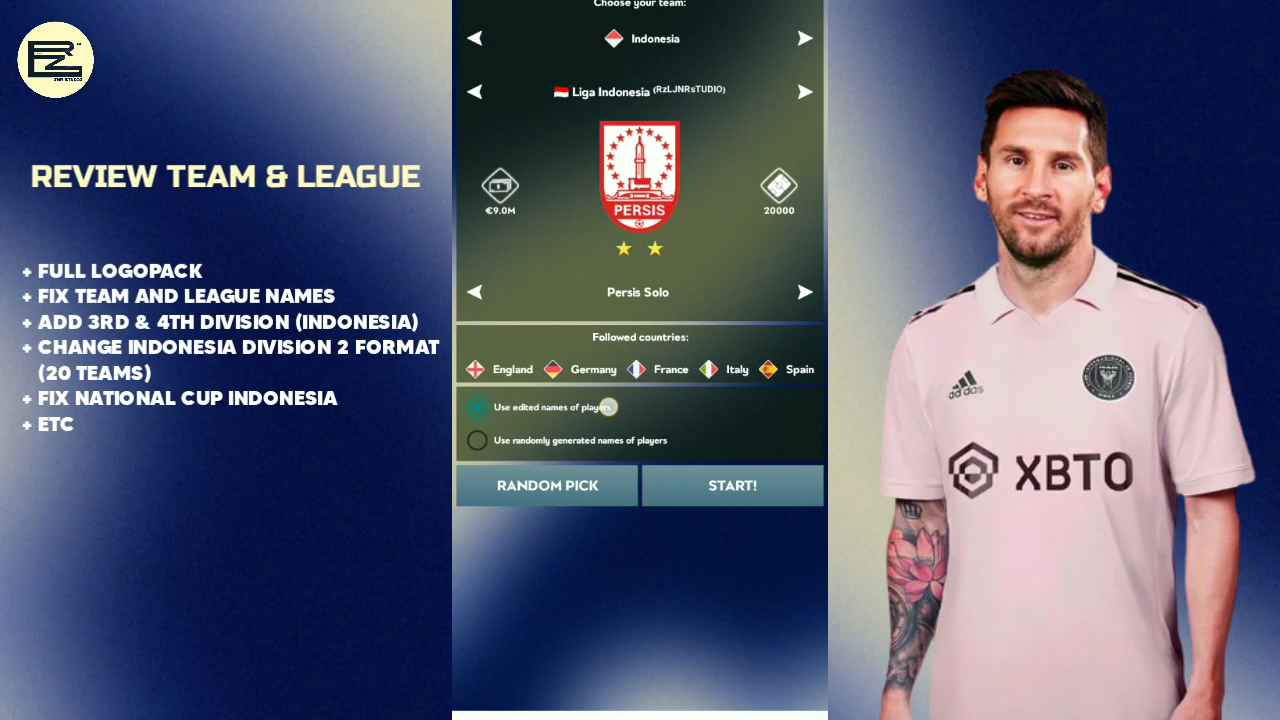 REVIEW TEAM & LEAGUE
+ FULL LOGOPACK
+ FIX TEAM AND LEAGUE NAMES
+ ADD 3RD & 4TH DIVISION (INDONESIA)
+ CHANGE INDONESIA DIVISION 2 FORMAT
(20 TEAMS)
+ FIX NATIONAL CUP INDONESIA
+ ETC
Choose your team:
Indonesia
Liga Indonesia (RzLJNRsTUDIO)
PERSIS
€9.0M
20000
Persis Solo
Followed countries:
England Germany France Italy Spain
Use edited names of players
Use randomly generated names of players
RANDOM PICK
START!
adidas
XBTO